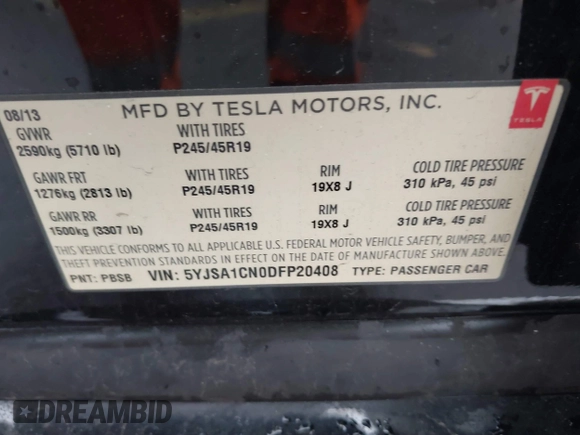 08/13 MFD BY TESLA MOTORS, INC.
TESLA
GVWR WITH TIRES
2590kg (5710 lb) P245/45R19
GAWR FRT WITH TIRES RIM COLD TIRE PRESSURE
1276kg (2813 lb) P245/45R19 19X8 J 310 kPa, 45 psi
GAWR RR WITH TIRES RIM COLD TIRE PRESSURE
1500kg (3307 lb) P245/45R19 19X8 J 310 kPa, 45 psi
THIS VEHICLE CONFORMS TO ALL APPLICABLE U.S. FEDERAL MOTOR VEHICLE SAFETY, BUMPER, AND
THEFT PREVENTION STANDARDS IN EFFECT ON THE DATE OF MANUFACTURE SHOWN ABOVE.
PNT: PBSB VIN: 5YJSA1CN0DFP20408 TYPE: PASSENGER CAR
DREAMBID